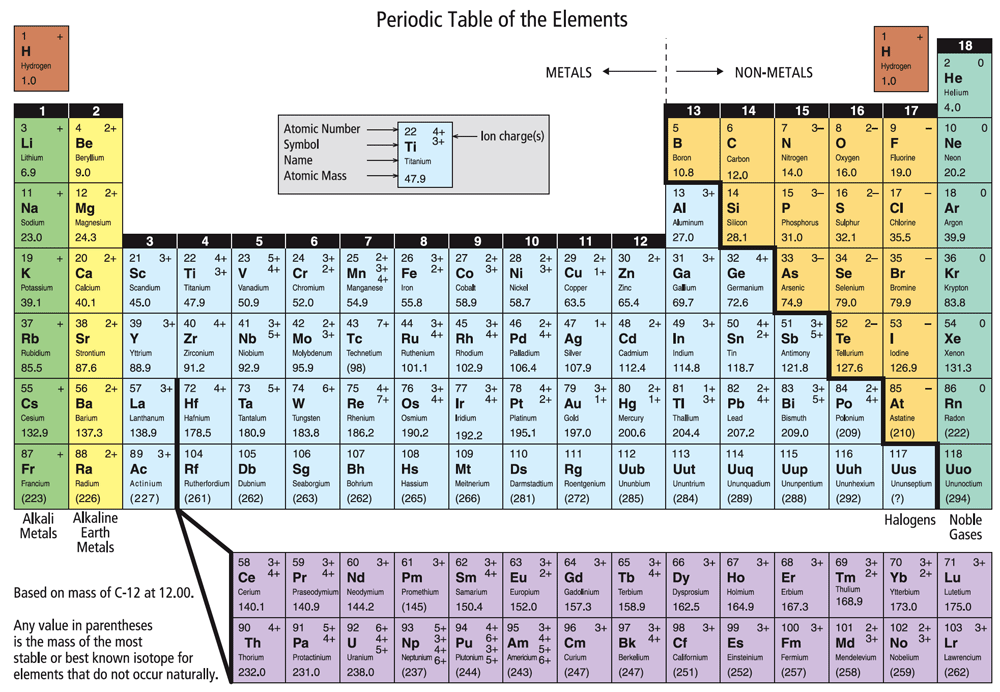 Periodic Table of the Elements
1 +
H
Hydrogen
1.0
METALS
NON-METALS
1 +
H
Hydrogen
1.0
18
2 0
He
Helium
4.0
1 2 13 14 15 16 17
3 + 4 2+ 5 6 7 3– 8 2– 9 – 10 0
Li Be B C N O F Ne
Lithium Beryllium Boron Carbon Nitrogen Oxygen Fluorine Neon
6.9 9.0 10.8 12.0 14.0 16.0 19.0 20.2
Atomic Number
Symbol
Name
Atomic Mass
22 4+
Ti 3+
Titanium
47.9
Ion charge(s)
11 + 12 2+ 13 3+ 14 15 3– 16 2– 17 – 18 0
Na Mg Al Si P S Cl Ar
Sodium Magnesium Aluminum Silicon Phosphorus Sulphur Chlorine Argon
23.0 24.3 27.0 28.1 31.0 32.1 35.5 39.9
3 4 5 6 7 8 9 10 11 12
19 + 20 2+ 21 3+ 22 4+ 3+ 23 5+ 4+ 24 3+ 2+ 25 2+ 3+ 4+ 26 3+ 2+ 27 2+ 3+ 28 2+ 3+ 29 2+ 1+ 30 2+ 31 3+ 32 4+ 33 3– 34 2– 35 – 36 0
K Ca Sc Ti V Cr Mn Fe Co Ni Cu Zn Ga Ge As Se Br Kr
Potassium Calcium Scandium Titanium Vanadium Chromium Manganese Iron Cobalt Nickel Copper Zinc Gallium Germanium Arsenic Selenium Bromine Krypton
39.1 40.1 45.0 47.9 50.9 52.0 54.9 55.8 58.9 58.7 63.5 65.4 69.7 72.6 74.9 79.0 79.9 83.8
37 + 38 2+ 39 3+ 40 4+ 41 3+ 5+ 42 2+ 3+ 43 7+ 44 3+ 4+ 45 3+ 4+ 46 2+ 4+ 47 1+ 48 2+ 49 3+ 50 4+ 2+ 51 3+ 5+ 52 2– 53 – 54 0
Rb Sr Y Zr Nb Mo Tc Ru Rh Pd Ag Cd In Sn Sb Te I Xe
Rubidium Strontium Yttrium Zirconium Niobium Molybdenum Technetium Ruthenium Rhodium Palladium Silver Cadmium Indium Tin Antimony Tellurium Iodine Xenon
85.5 87.6 88.9 91.2 92.9 95.9 (98) 101.1 102.9 106.4 107.9 112.4 114.8 118.7 121.8 127.6 126.9 131.3
55 + 56 2+ 57 3+ 72 4+ 73 5+ 74 6+ 75 4+ 7+ 76 3+ 4+ 77 3+ 4+ 78 4+ 2+ 79 3+ 1+ 80 2+ 1+ 81 1+ 3+ 82 2+ 4+ 83 3+ 5+ 84 2+ 4+ 85 – 86 0
Cs Ba La Hf Ta W Re Os Ir Pt Au Hg Tl Pb Bi Po At Rn
Cesium Barium Lanthanum Hafnium Tantalum Tungsten Rhenium Osmium Iridium Platinum Gold Mercury Thallium Lead Bismuth Polonium Astatine Radon
132.9 137.3 138.9 178.5 180.9 183.8 186.2 190.2 192.2 195.1 197.0 200.6 204.4 207.2 209.0 (209) (210) (222)
87 + 88 2+ 89 3+ 104 105 106 107 108 109 110 111 112 113 114 115 116 117 118
Fr Ra Ac Rf Db Sg Bh Hs Mt Ds Rg Uub Uut Uuq Uup Uuh Uus Uuo
Francium Radium Actinium Rutherfordium Dubnium Seaborgium Bohrium Hassium Meitnerium Darmstadtium Roentgenium Ununbium Ununtrium Ununquadium Ununpentium Ununhexium Ununseptium Ununoctium
(223) (226) (227) (261) (262) (263) (262) (265) (266) (281) (272) (285) (284) (289) (288) (292) (?) (294)
Alkali
Metals
Alkaline
Earth
Metals
Halogens
Noble
Gases
58 3+ 4+ 59 3+ 4+ 60 3+ 61 3+ 62 3+ 4+ 63 3+ 2+ 64 3+ 65 3+ 4+ 66 3+ 67 3+ 68 3+ 69 3+ 2+ 70 3+ 2+ 71 3+
Ce Pr Nd Pm Sm Eu Gd Tb Dy Ho Er Tm Yb Lu
Cerium Praseodymium Neodymium Promethium Samarium Europium Gadolinium Terbium Dysprosium Holmium Erbium Thulium Ytterbium Lutetium
140.1 140.9 144.2 (145) 150.4 152.0 157.3 158.9 162.5 164.9 167.3 168.9 173.0 175.0
90 4+ 91 5+ 4+ 92 6+ 4+ 5+ 93 5+ 3+ 4+ 6+ 94 4+ 6+ 3+ 5+ 95 3+ 4+ 5+ 6+ 96 3+ 97 3+ 4+ 98 3+ 99 3+ 100 3+ 101 2+ 3+ 102 2+ 3+ 103 3+
Th Pa U Np Pu Am Cm Bk Cf Es Fm Md No Lr
Thorium Protactinium Uranium Neptunium Plutonium Americium Curium Berkelium Californium Einsteinium Fermium Mendelevium Nobelium Lawrencium
232.0 231.0 238.0 (237) (244) (243) (247) (247) (251) (252) (257) (258) (259) (262)
Based on mass of C-12 at 12.00.
Any value in parentheses
is the mass of the most
stable or best known isotope for
elements that do not occur naturally.